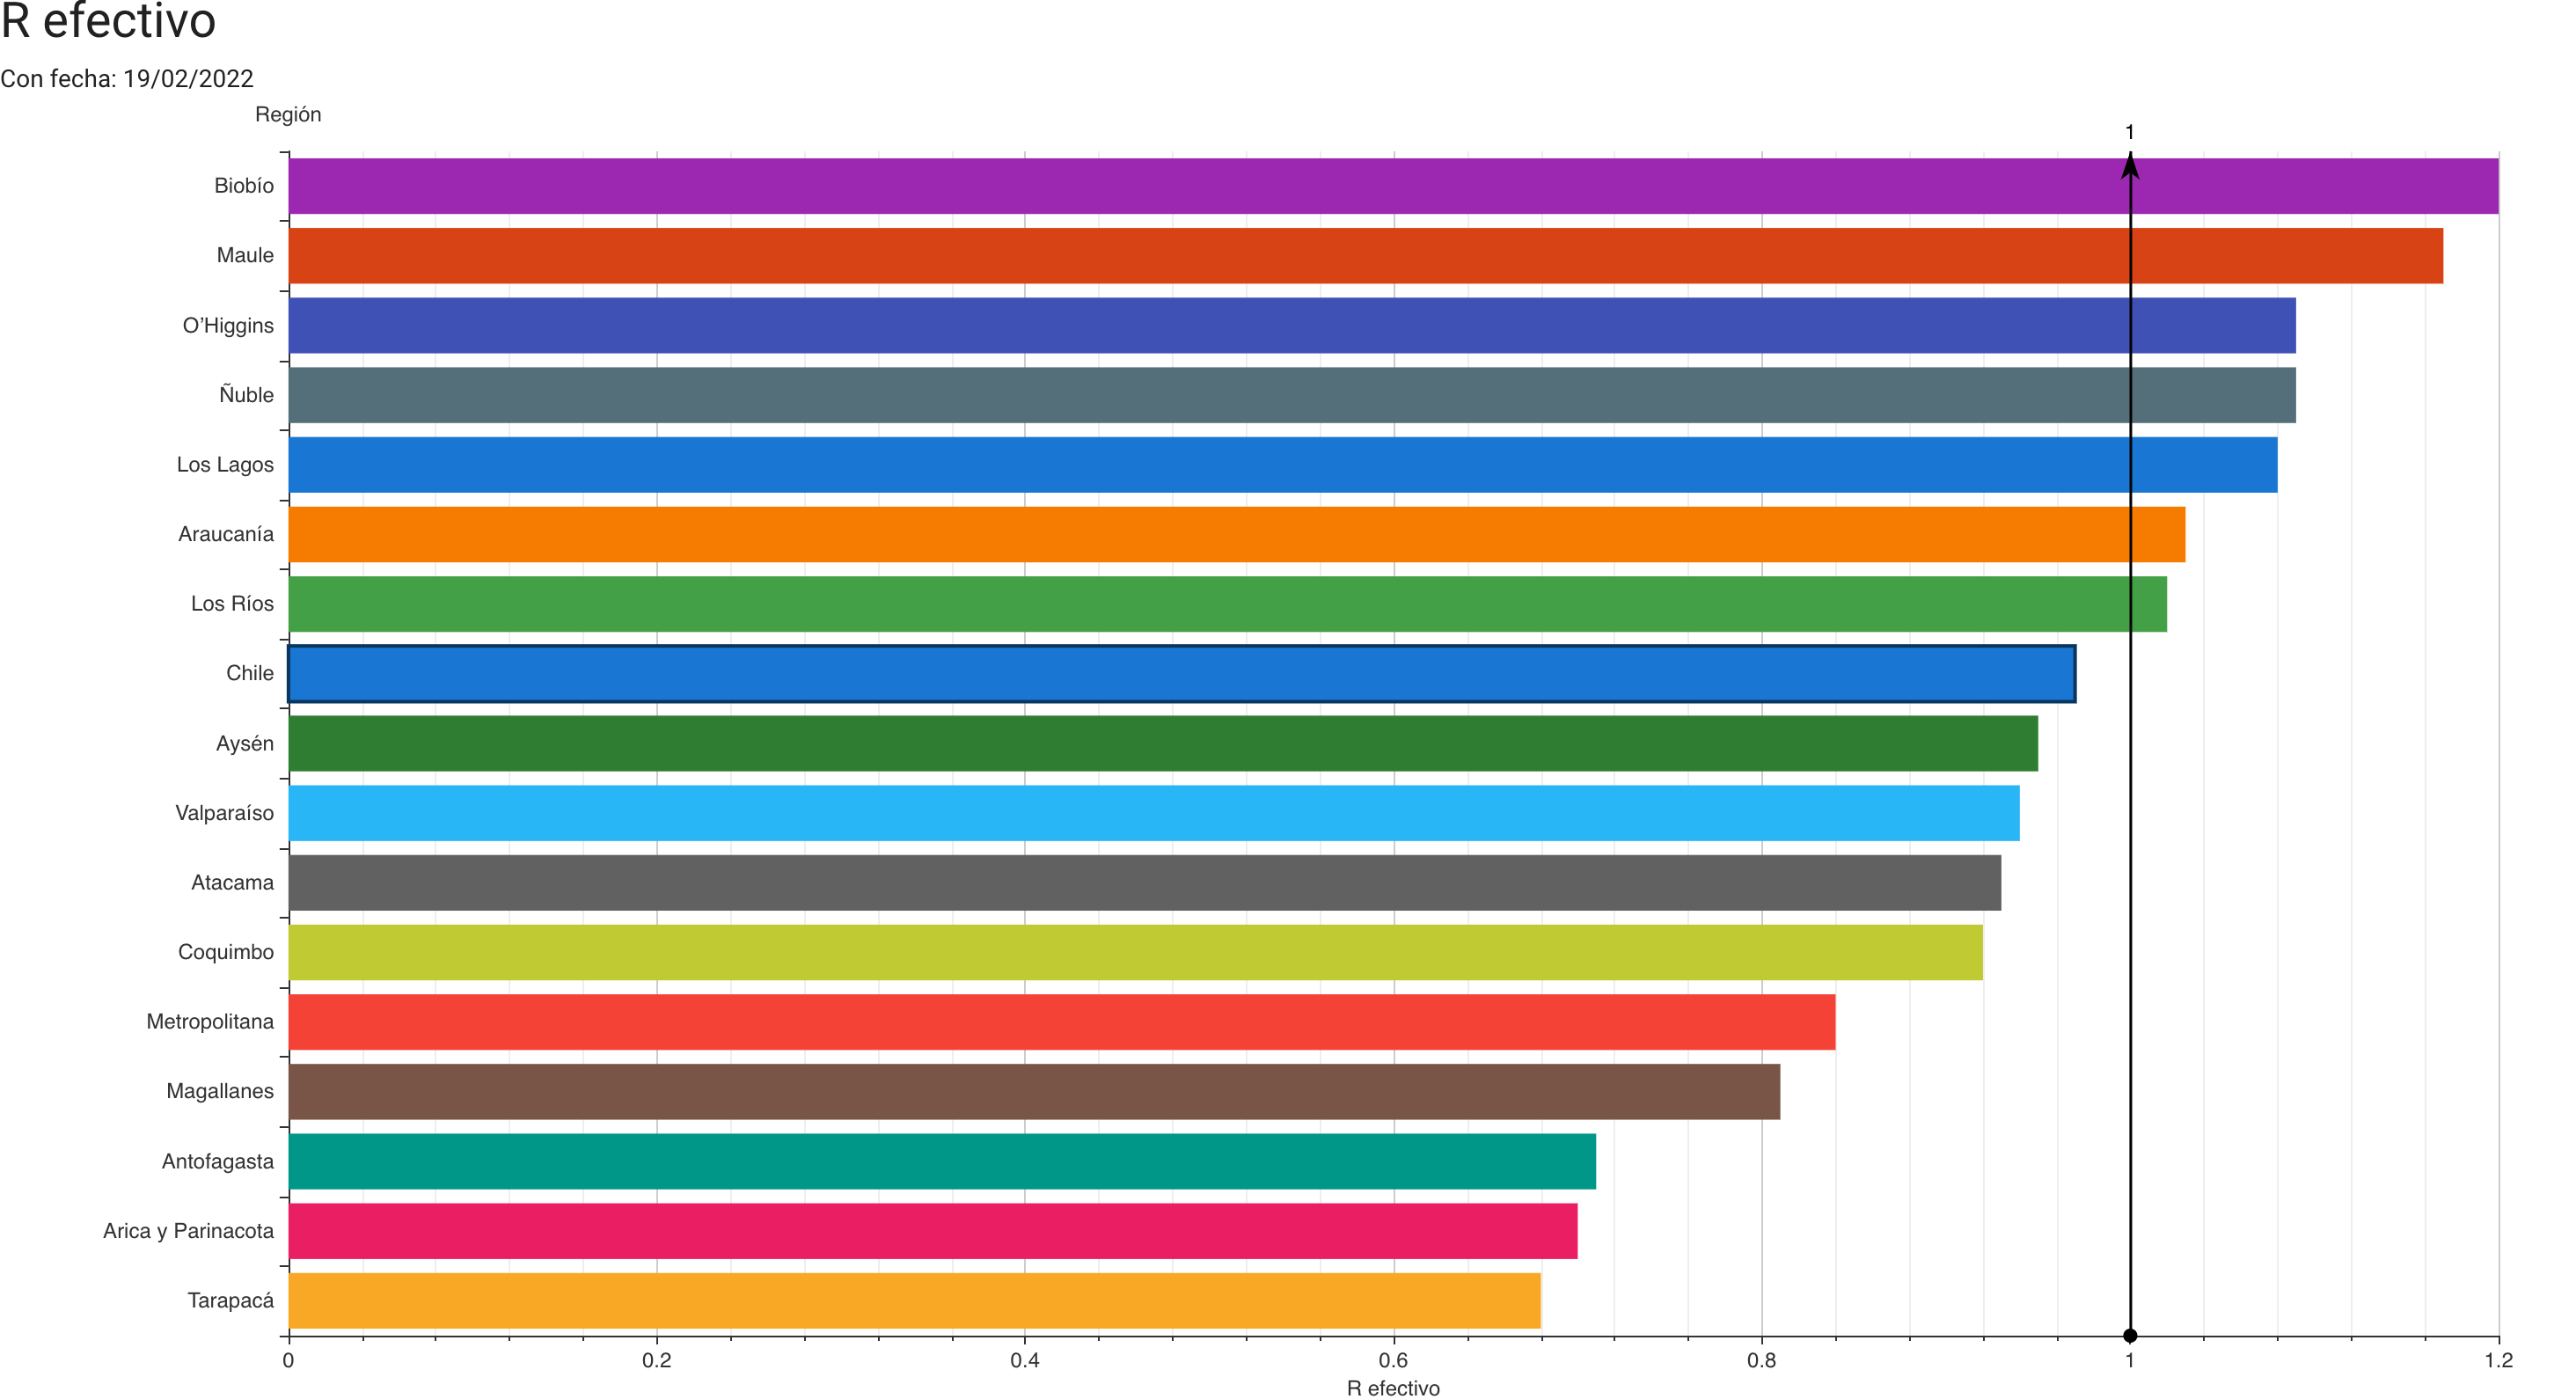 R efectivo
Con fecha: 19/02/2022
Región
1
Biobío
Maule
O’Higgins
Ñuble
Los Lagos
Araucanía
Los Ríos
Chile
Aysén
Valparaíso
Atacama
Coquimbo
Metropolitana
Magallanes
Antofagasta
Arica y Parinacota
Tarapacá
0 0.2 0.4 0.6 0.8 1 1.2
R efectivo